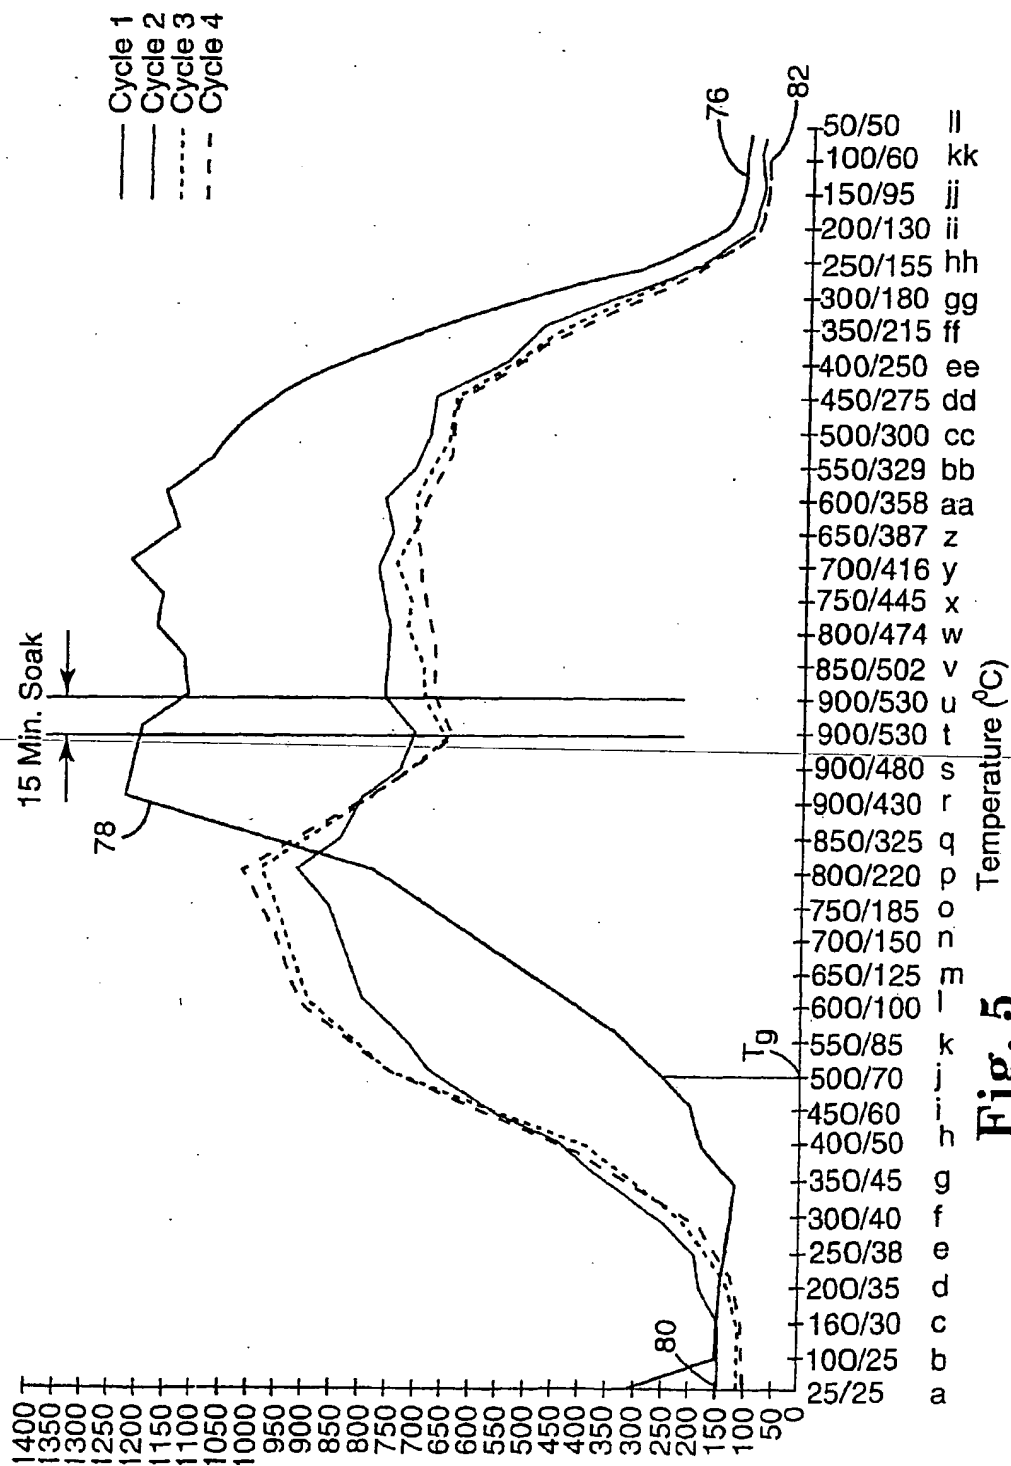 Cycle 1
Cycle 2
Cycle 3
Cycle 4
15 Min. Soak
78
76
82
80
Tg
1400
1300
1300
1250
1200
1150
1100
1050
1000
950
900
850
750
700
650
600
550
500
450
400
350
300
250
200
150
100
50
0
25/25 a
100/25 b
160/30 c
200/35 d
250/38 e
300/40 f
350/45 g
400/50 h
450/60 i
500/70 j
550/85 k
600/100 l
650/125 m
700/150 n
750/185 o
800/220 p
850/325 q
900/430 r
900/480 s
900/530 t
900/530 u
850/502 v
800/474 w
750/445 x
700/416 y
650/387 z
600/358 aa
550/329 bb
500/300 cc
450/275 dd
400/250 ee
350/215 ff
300/180 gg
250/155 hh
200/130 ii
150/95 jj
100/60 kk
50/50 ll
Temperature (⁰C)
Fig. 5